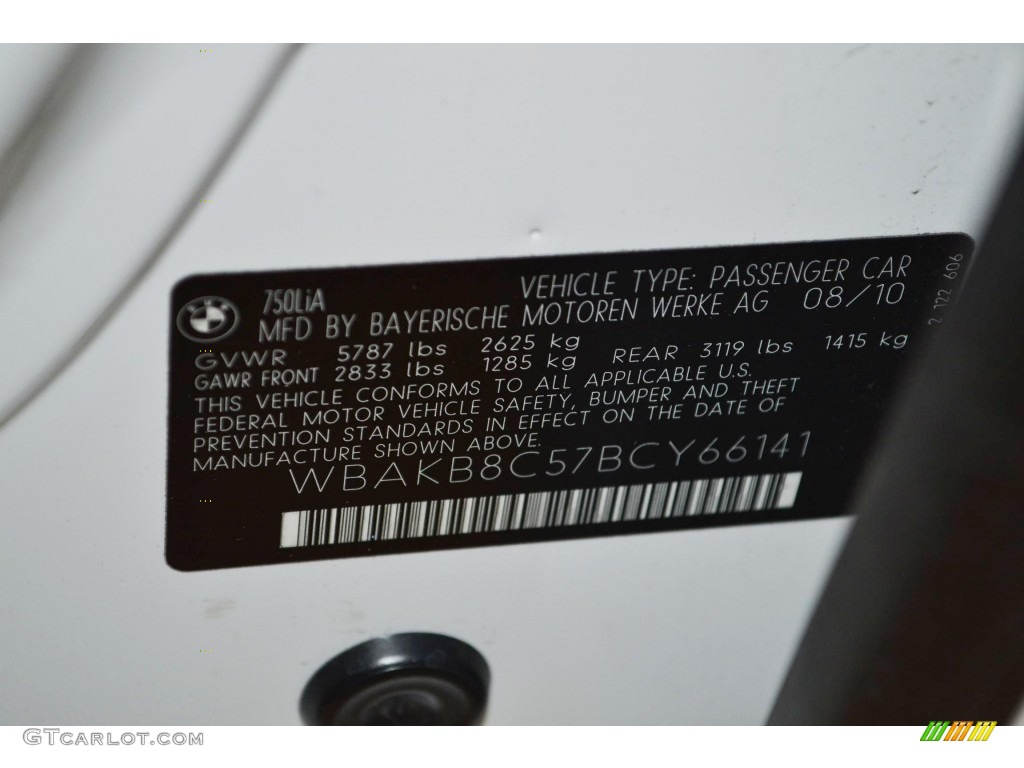 750LiA VEHICLE TYPE: PASSENGER CAR
MFD BY BAYERISCHE MOTOREN WERKE AG 08/10
GVWR 5787 lbs 2625 kg
GAWR FRONT 2833 lbs 1285 kg REAR 3119 lbs 1415 kg
THIS VEHICLE CONFORMS TO ALL APPLICABLE U.S.
FEDERAL MOTOR VEHICLE SAFETY, BUMPER AND THEFT
PREVENTION STANDARDS IN EFFECT ON THE DATE OF
MANUFACTURE SHOWN ABOVE.
WBAKB8C57BCY66141
2 122 606
GTCARLOT.COM